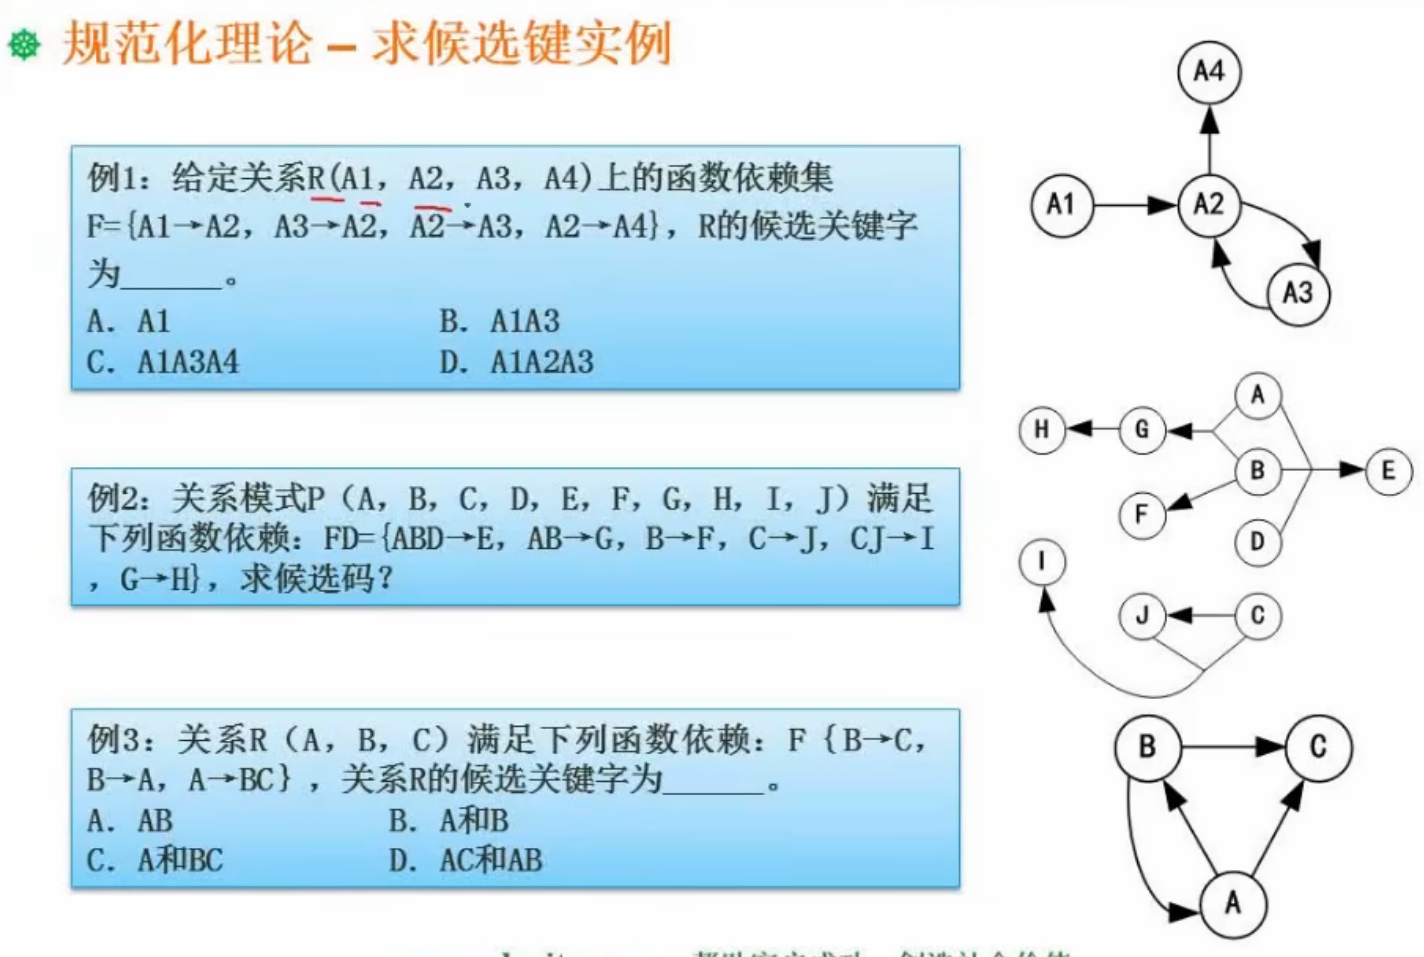 规范化理论 – 求候选键实例
例1: 给定关系R(A1, A2, A3, A4)上的函数依赖集
F={A1→A2, A3→A2, A2→A3, A2→A4}, R的候选关键字
为______。
A. A1 B. A1A3
C. A1A3A4 D. A1A2A3
A4
A1
A2
A3
例2: 关系模式P（A, B, C, D, E, F, G, H, I, J）满足
下列函数依赖: FD={ABD→E, AB→G, B→F, C→J, CJ→I
, G→H}, 求候选码?
A
H
G
B
E
F
D
I
J
C
例3: 关系R（A, B, C）满足下列函数依赖: F｛B→C,
B→A, A→BC｝, 关系R的候选关键字为______。
A. AB B. A和B
C. A和BC D. AC和AB
B
C
A